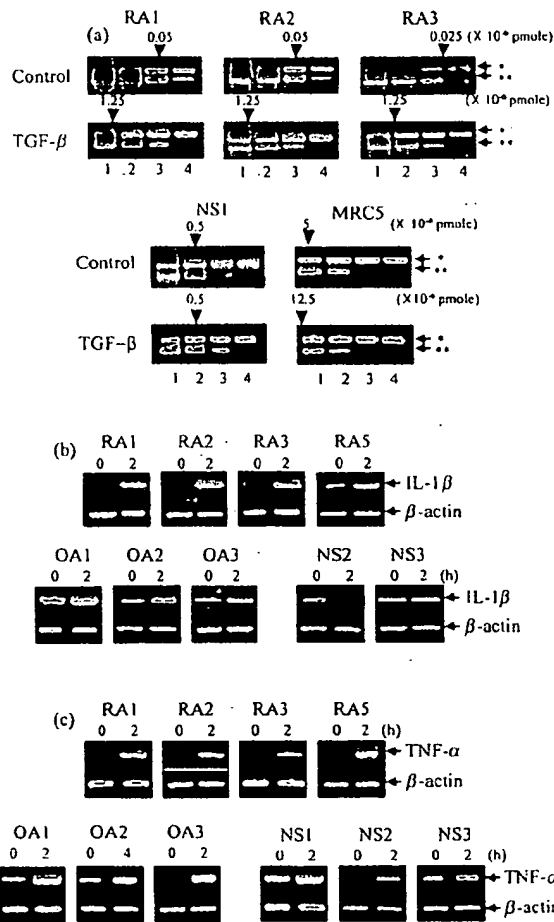 (a) RA1 RA2 RA3
0.05 0.05 0.025 (X 10 pmole)
Control * **
1.25 1.25 1.25 (X 10 pmole)
TGF-β * **
1 2 3 4 1 2 3 4 1 2 3 4
NS1 MRC5
0.5 5 (X 10 pmole)
Control * **
0.5 12.5 (X10 pmole)
TGF-β * **
1 2 3 4 1 2 3 4
(b) RA1 RA2 RA3 RA5
0 2 0 2 0 2 0 2
IL-1β
β-actin
OA1 OA2 OA3 NS2 NS3
0 2 0 2 0 2 0 2 0 2 (h)
IL-1β
β-actin
(c) RA1 RA2 RA3 RA5
0 2 0 2 0 2 0 2 (h)
TNF-α
β-actin
OA1 OA2 OA3 NS1 NS2 NS3
0 2 0 4 0 2 0 2 0 2 0 2 (h)
TNF-α
β-actin